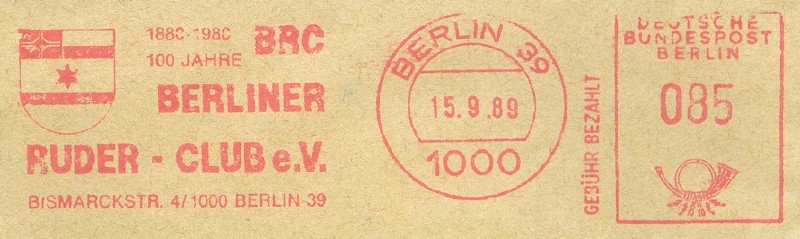 1880-1980 BRC
100 JAHRE
BERLINER
RUDER - CLUB e.V.
BISMARCKSTR. 4/1000 BERLIN 39
BERLIN 39
15.9.89
1000
GEBÜHR BEZAHLT
DEUTSCHE
BUNDESPOST
BERLIN
085